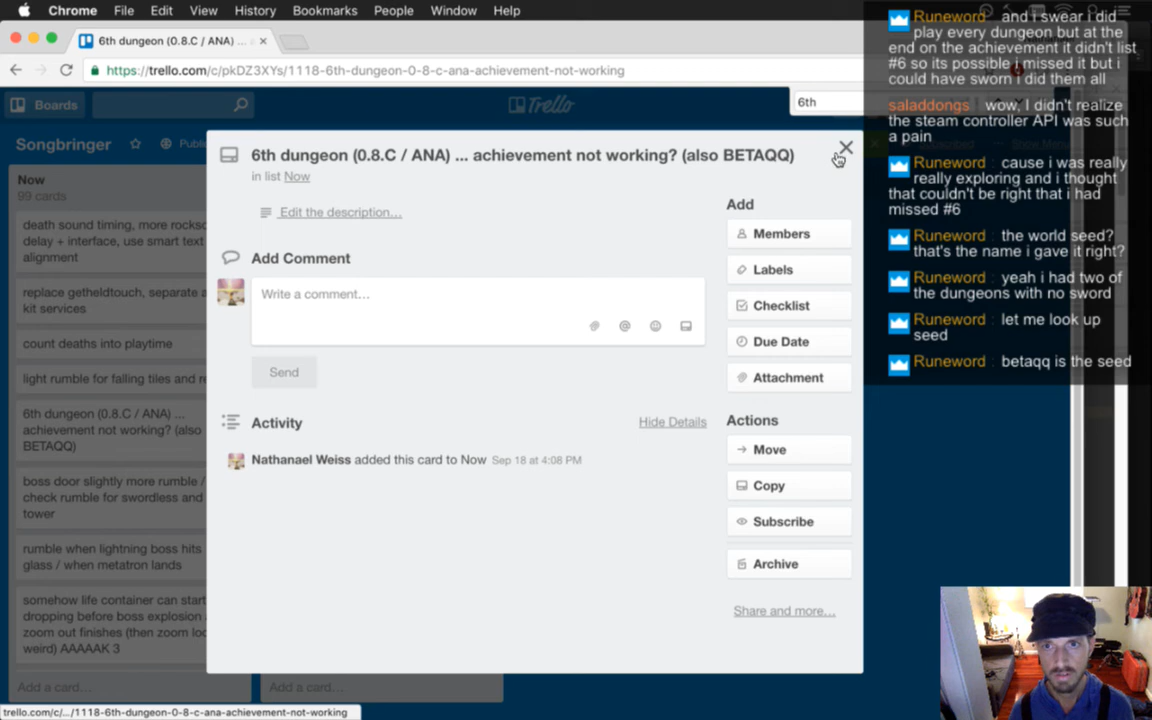 Chrome File Edit View History Bookmarks People Window Help
6th dungeon (0.8.C / ANA) ...
https://trello.com/c/pkDZ3XYs/1118-6th-dungeon-0-8-c-ana-achievement-not-working
Boards
Trello
6th
Songbringer
Now
99 cards
death sound timing, more
delay + interface, use smart text
alignment
replace getheldtouch, separate
kit services
count deaths into playtime
light rumble for falling tiles and
6th dungeon (0.8.C / ANA) ...
achievement not working? (also
BETAQQ)
boss door slightly more rumble /
check rumble for swordless and
tower
rumble when lightning boss hits
glass / when metatron lands
somehow life container can start
dropping before boss explosion
zoom out finishes (then zoom
weird) AAAAAK 3
Add a card...
Add a card...
6th dungeon (0.8.C / ANA) ... achievement not working? (also BETAQQ)
in list Now
Edit the description...
Add Comment
Write a comment...
Send
Activity
Hide Details
Nathanael Weiss added this card to Now Sep 18 at 4:08 PM
Add
Members
Labels
Checklist
Due Date
Attachment
Actions
Move
Copy
Subscribe
Archive
Share and more...
Runeword : and i swear i did
play every dungeon but at the
end on the achievement it didn't list
#6 so its possible i missed it but i
could have sworn i did them all
saladdongs : wow, I didn't realize
the steam controller API was such
a pain
Runeword : cause i was really
really exploring and i thought
that couldn't be right that i had
missed #6
Runeword : the world seed?
that's the name i gave it right?
Runeword : yeah i had two of
the dungeons with no sword
Runeword : let me look up
seed
Runeword : betaqq is the seed
trello.com/c/.../1118-6th-dungeon-0-8-c-ana-achievement-not-working